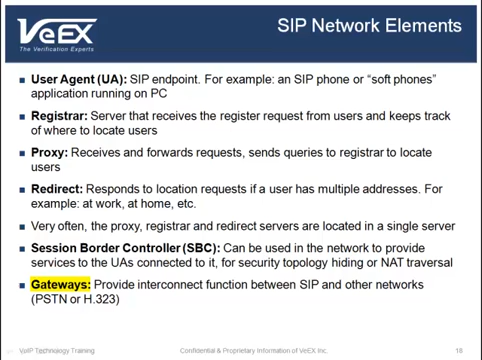 VeEX
The Verification Experts
SIP Network Elements
User Agent (UA): SIP endpoint. For example: an SIP phone or “soft phones”
application running on PC
Registrar: Server that receives the register request from users and keeps track
of where to locate users
Proxy: Receives and forwards requests, sends queries to registrar to locate
users
Redirect: Responds to location requests if a user has multiple addresses. For
example: at work, at home, etc.
Very often, the proxy, registrar and redirect servers are located in a single server
Session Border Controller (SBC): Can be used in the network to provide
services to the UAs connected to it, for security topology hiding or NAT traversal
Gateways: Provide interconnect function between SIP and other networks
(PSTN or H.323)
VoIP Technology Training
Confidential & Proprietary Information of VeEX Inc.